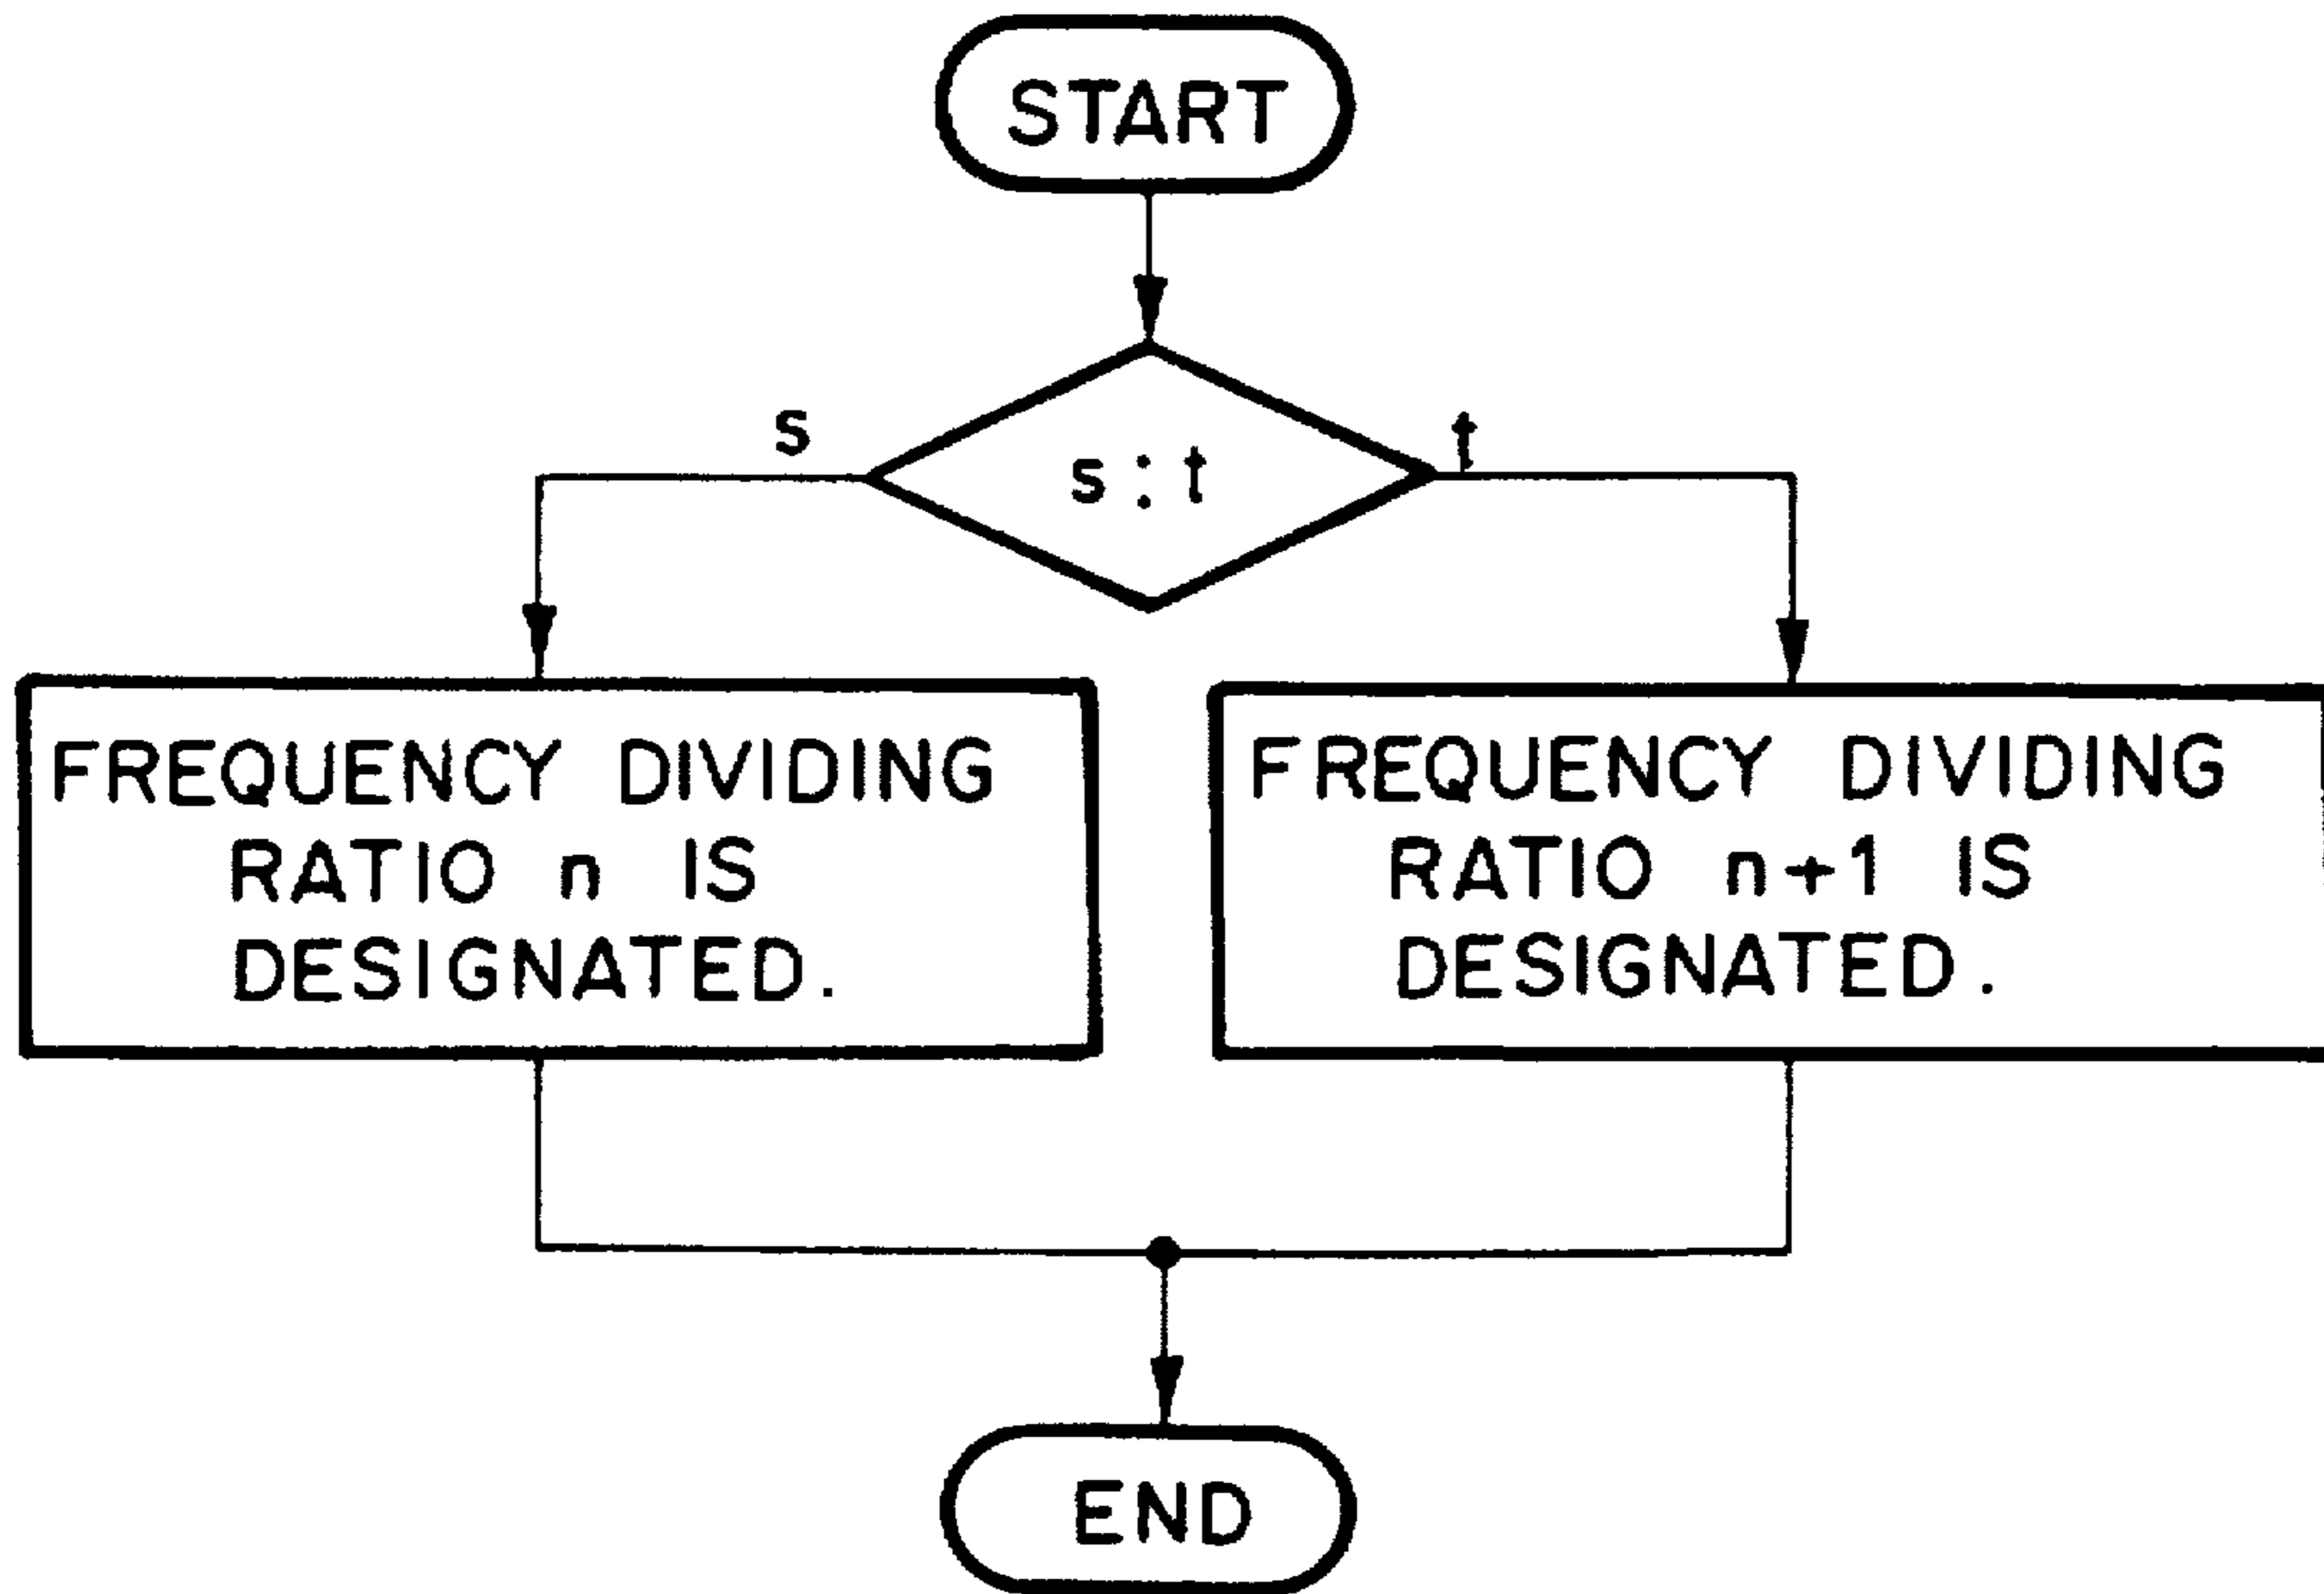 START
s
s : t
t
FREQUENCY DIVIDING
RATIO n IS
DESIGNATED.
FREQUENCY DIVIDING
RATIO n+1 IS
DESIGNATED.
END